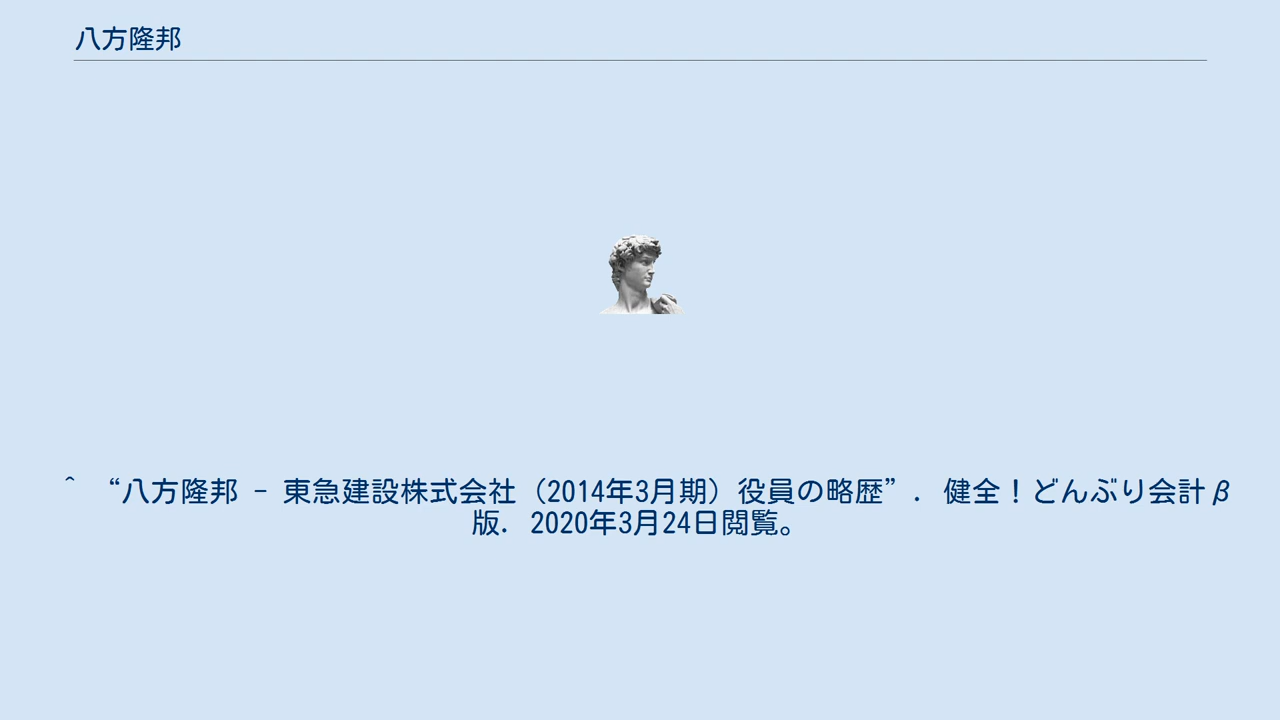 八方隆邦
^ “八方隆邦 - 東急建設株式会社（2014年3月期）役員の略歴”. 健全！どんぶり会計β
版. 2020年3月24日閲覧。